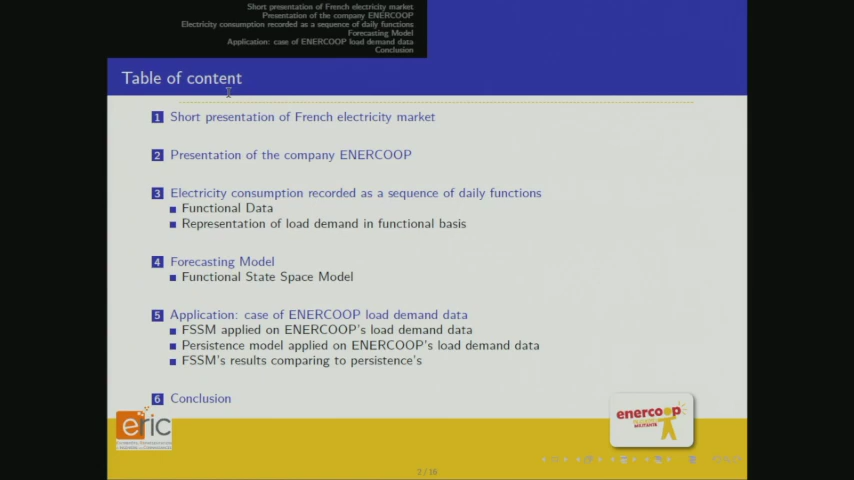 Short presentation of French electricity market
Presentation of the company ENERCOOP
Electricity consumption recorded as a sequence of daily functions
Forecasting Model
Application: case of ENERCOOP load demand data
Conclusion
Table of content
1 Short presentation of French electricity market
2 Presentation of the company ENERCOOP
3 Electricity consumption recorded as a sequence of daily functions
Functional Data
Representation of load demand in functional basis
4 Forecasting Model
Functional State Space Model
5 Application: case of ENERCOOP load demand data
FSSM applied on ENERCOOP's load demand data
Persistence model applied on ENERCOOP's load demand data
FSSM's results comparing to persistence's
6 Conclusion
eric
enercoop
2 / 16